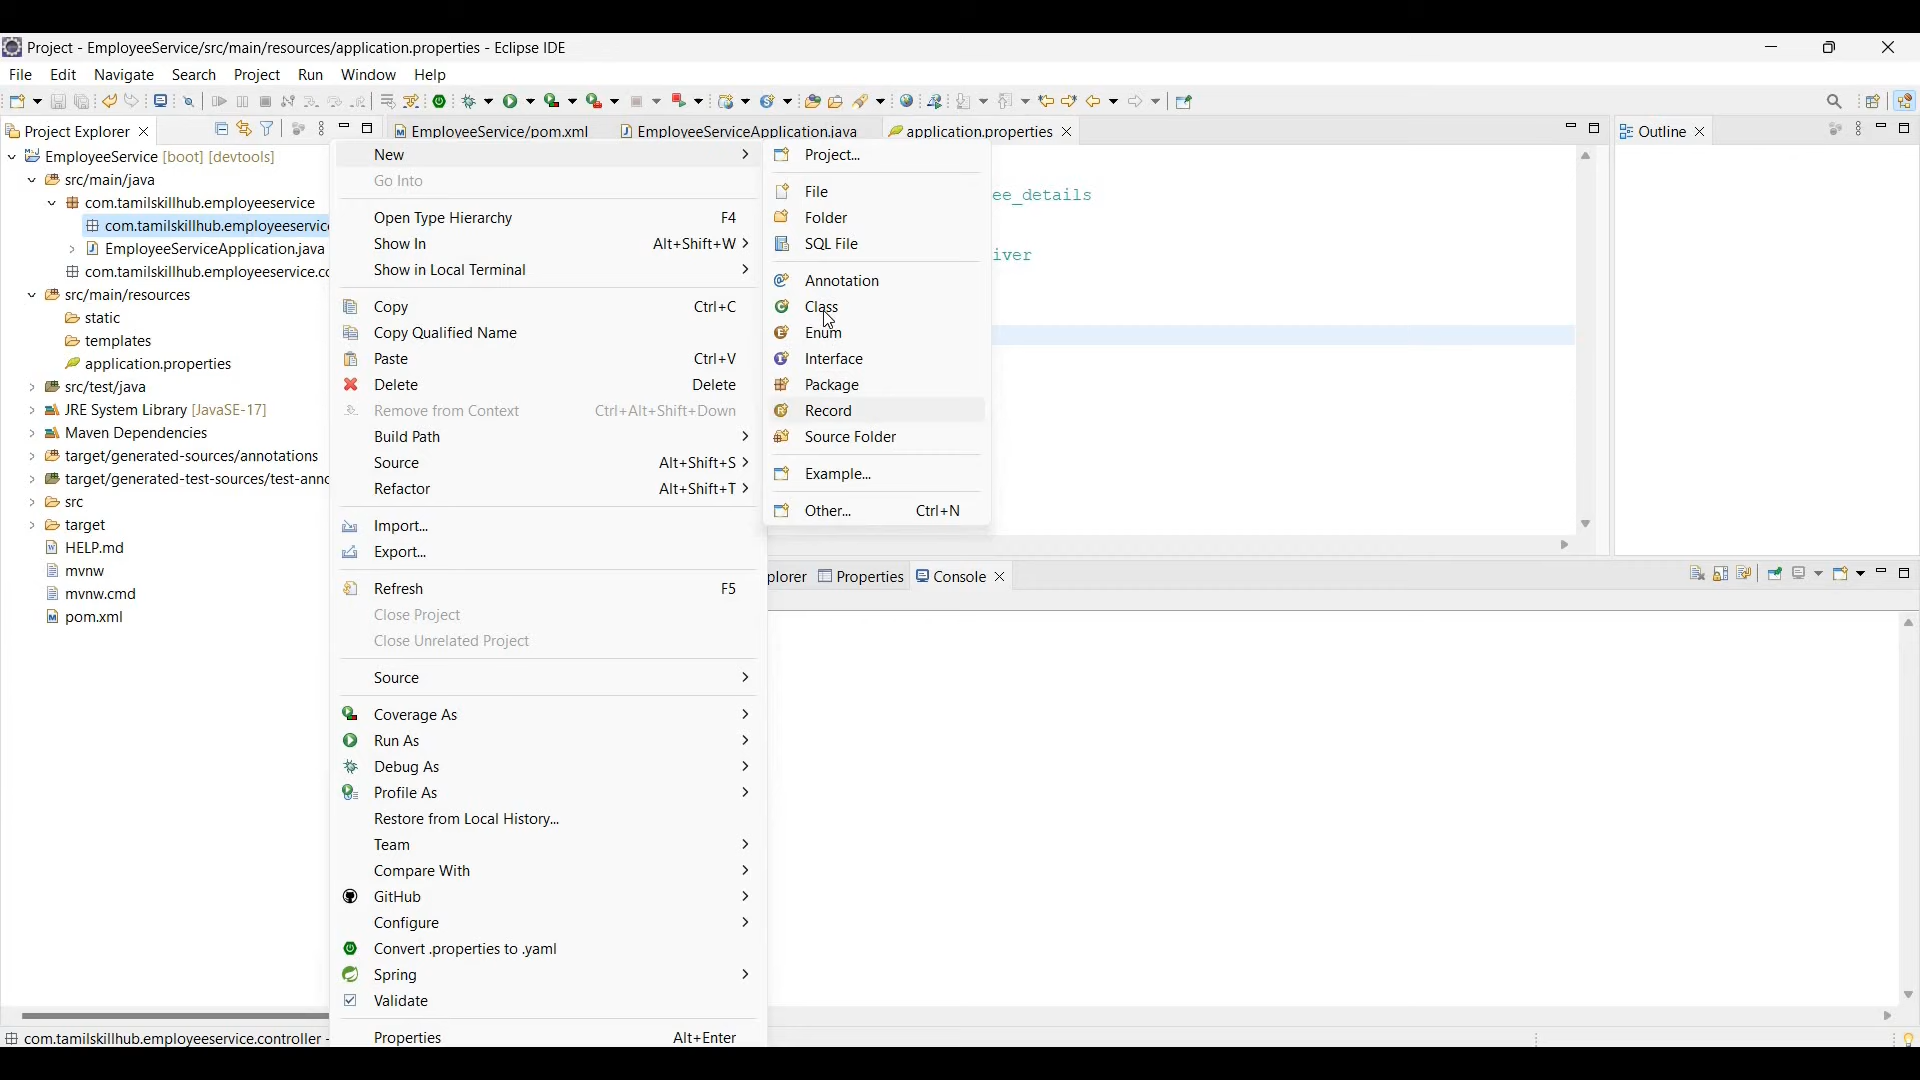 Project - EmployeeService/src/main/resources/application.properties - Eclipse IDE
File Edit Navigate Search Project Run Window Help
Project Explorer
EmployeeService/pom.xml
EmployeeServiceApplication.java
application.properties
Outline
EmployeeService [boot] [devtools]
src/main/java
com.tamilskillhub.employeeservice
com.tamilskillhub.employeeservic
EmployeeServiceApplication.java
com.tamilskillhub.employeeservice.co
src/main/resources
static
templates
application.properties
src/test/java
JRE System Library [JavaSE-17]
Maven Dependencies
target/generated-sources/annotations
target/generated-test-sources/test-anno
src
target
HELP.md
mvnw
mvnw.cmd
pom.xml
New
Go Into
Open Type Hierarchy F4
Show In Alt+Shift+W
Show in Local Terminal
Copy Ctrl+C
Copy Qualified Name
Paste Ctrl+V
Delete Delete
Remove from Context Ctrl+Alt+Shift+Down
Build Path
Source Alt+Shift+S
Refactor Alt+Shift+T
Import...
Export...
Refresh F5
Close Project
Close Unrelated Project
Source
Coverage As
Run As
Debug As
Profile As
Restore from Local History...
Team
Compare With
GitHub
Configure
Convert .properties to .yaml
Spring
Validate
Properties Alt+Enter
Project...
File
Folder
SQL File
Annotation
Class
Enum
Interface
Package
Record
Source Folder
Example...
Other... Ctrl+N
ee_details
iver
plorer
Properties
Console
com.tamilskillhub.employeeservice.controller -